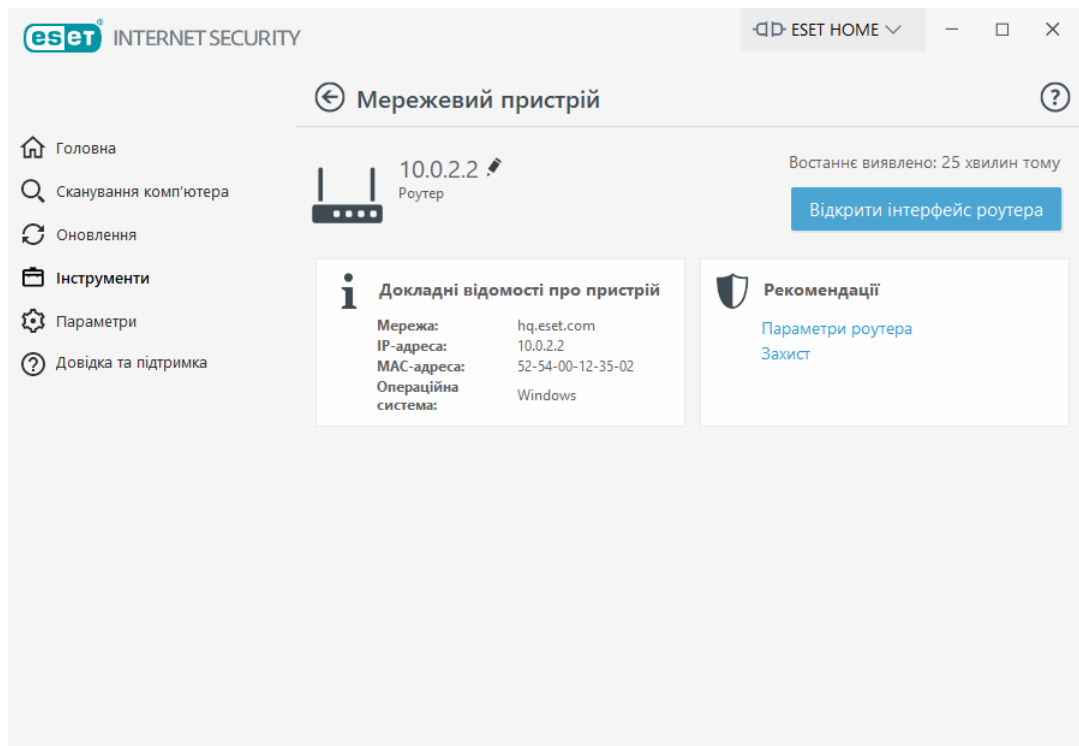 eset® INTERNET SECURITY
ESET HOME
Мережевий пристрій
Головна
Сканування комп'ютера
Оновлення
Інструменти
Параметри
Довідка та підтримка
10.0.2.2
Роутер
Востаннє виявлено: 25 хвилин тому
Відкрити інтерфейс роутера
Докладні відомості про пристрій
Мережа: hq.eset.com
IP-адреса: 10.0.2.2
MAC-адреса: 52-54-00-12-35-02
Операційна система: Windows
Рекомендації
Параметри роутера
Захист